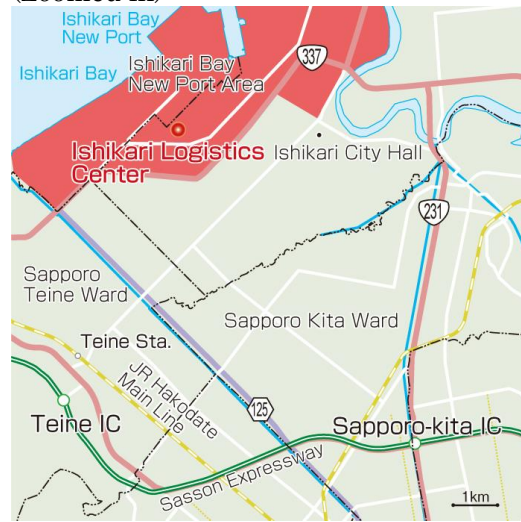 (Zoomed in)
Ishikari Bay
New Port
Ishikari Bay
Ishikari Bay
New Port Area
337
Ishikari Logistics
Center
Ishikari City Hall
231
Sapporo
Teine Ward
Sapporo Kita Ward
Teine Sta.
JR Hakodate
Main Line
Teine IC
125
Sapporo-kita IC
Sasson Expressway
1km